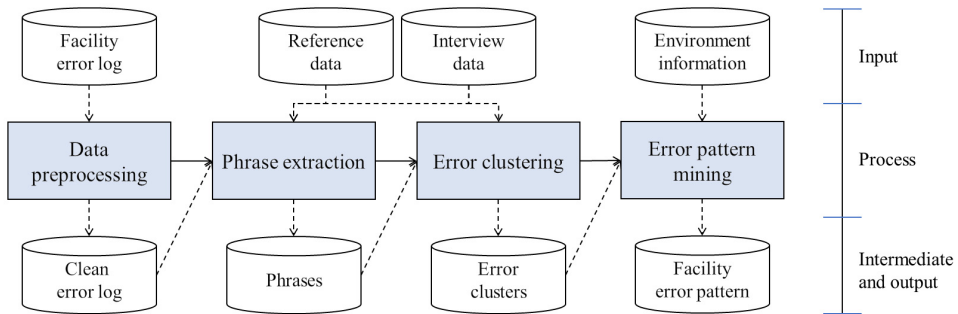 Facility
error log
Reference
data
Interview
data
Environment
information
Input
Data
preprocessing
Phrase extraction
Error clustering
Error pattern
mining
Process
Clean
error log
Phrases
Error
clusters
Facility
error pattern
Intermediate
and output